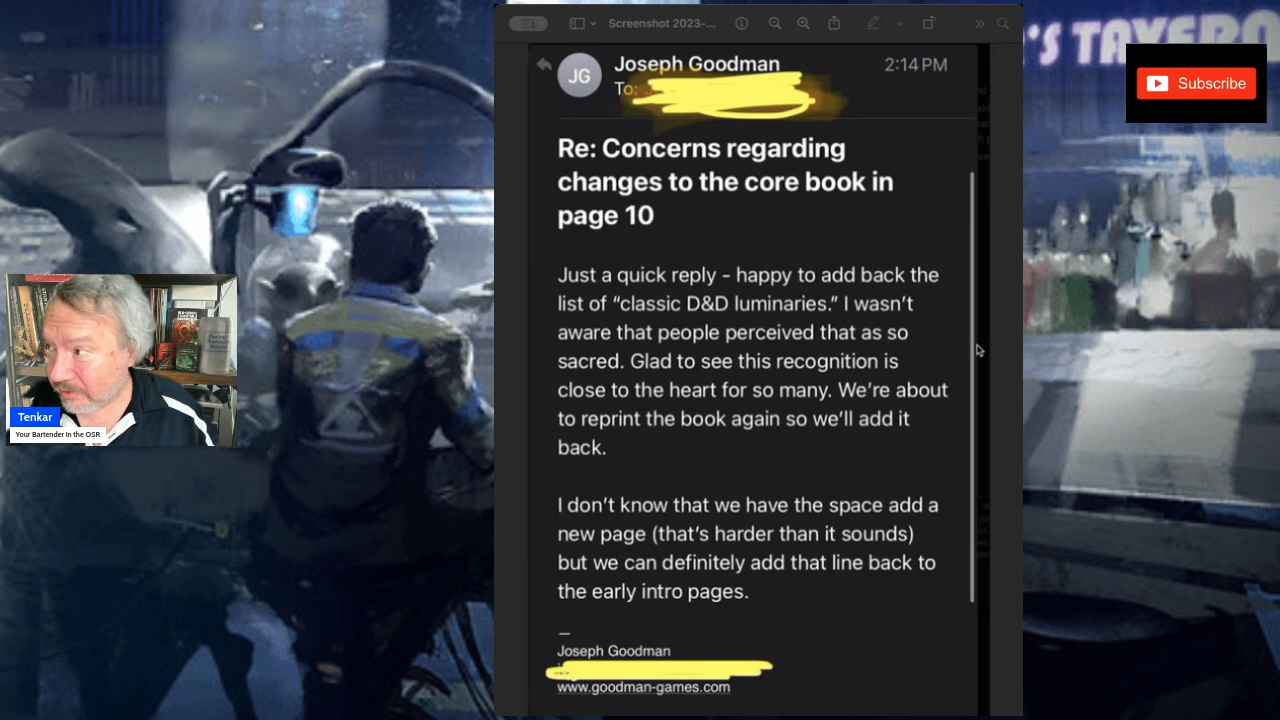 Screenshot 2023-...
'S TAVERN
Subscribe
JG
Joseph Goodman
2:14 PM
To:
Re: Concerns regarding
changes to the core book in
page 10
Just a quick reply - happy to add back the
list of “classic D&D luminaries.” I wasn’t
aware that people perceived that as so
sacred. Glad to see this recognition is
close to the heart for so many. We’re about
to reprint the book again so we’ll add it
back.
I don’t know that we have the space add a
new page (that’s harder than it sounds)
but we can definitely add that line back to
the early intro pages.
—
Joseph Goodman
www.goodman-games.com
Tenkar
Your Bartender in the OSR